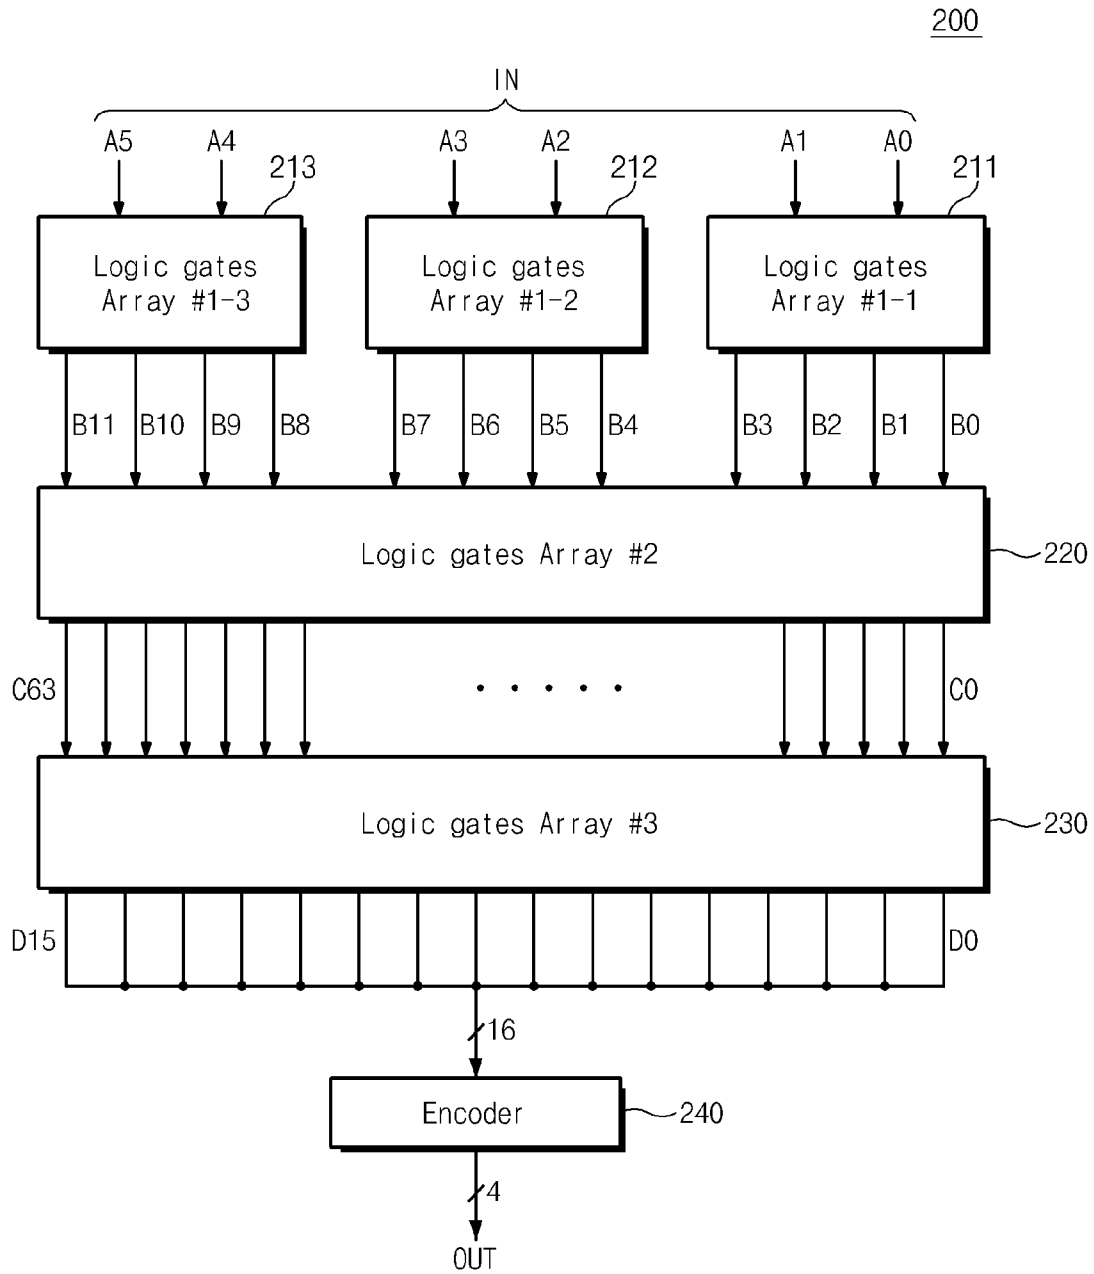 200
IN
A5 A4 A3 A2 A1 A0
213 212 211
Logic gates
Array #1-3
Logic gates
Array #1-2
Logic gates
Array #1-1
B11 B10 B9 B8 B7 B6 B5 B4 B3 B2 B1 B0
Logic gates Array #2
220
C63
C0
Logic gates Array #3
230
D15
D0
16
Encoder
240
4
OUT